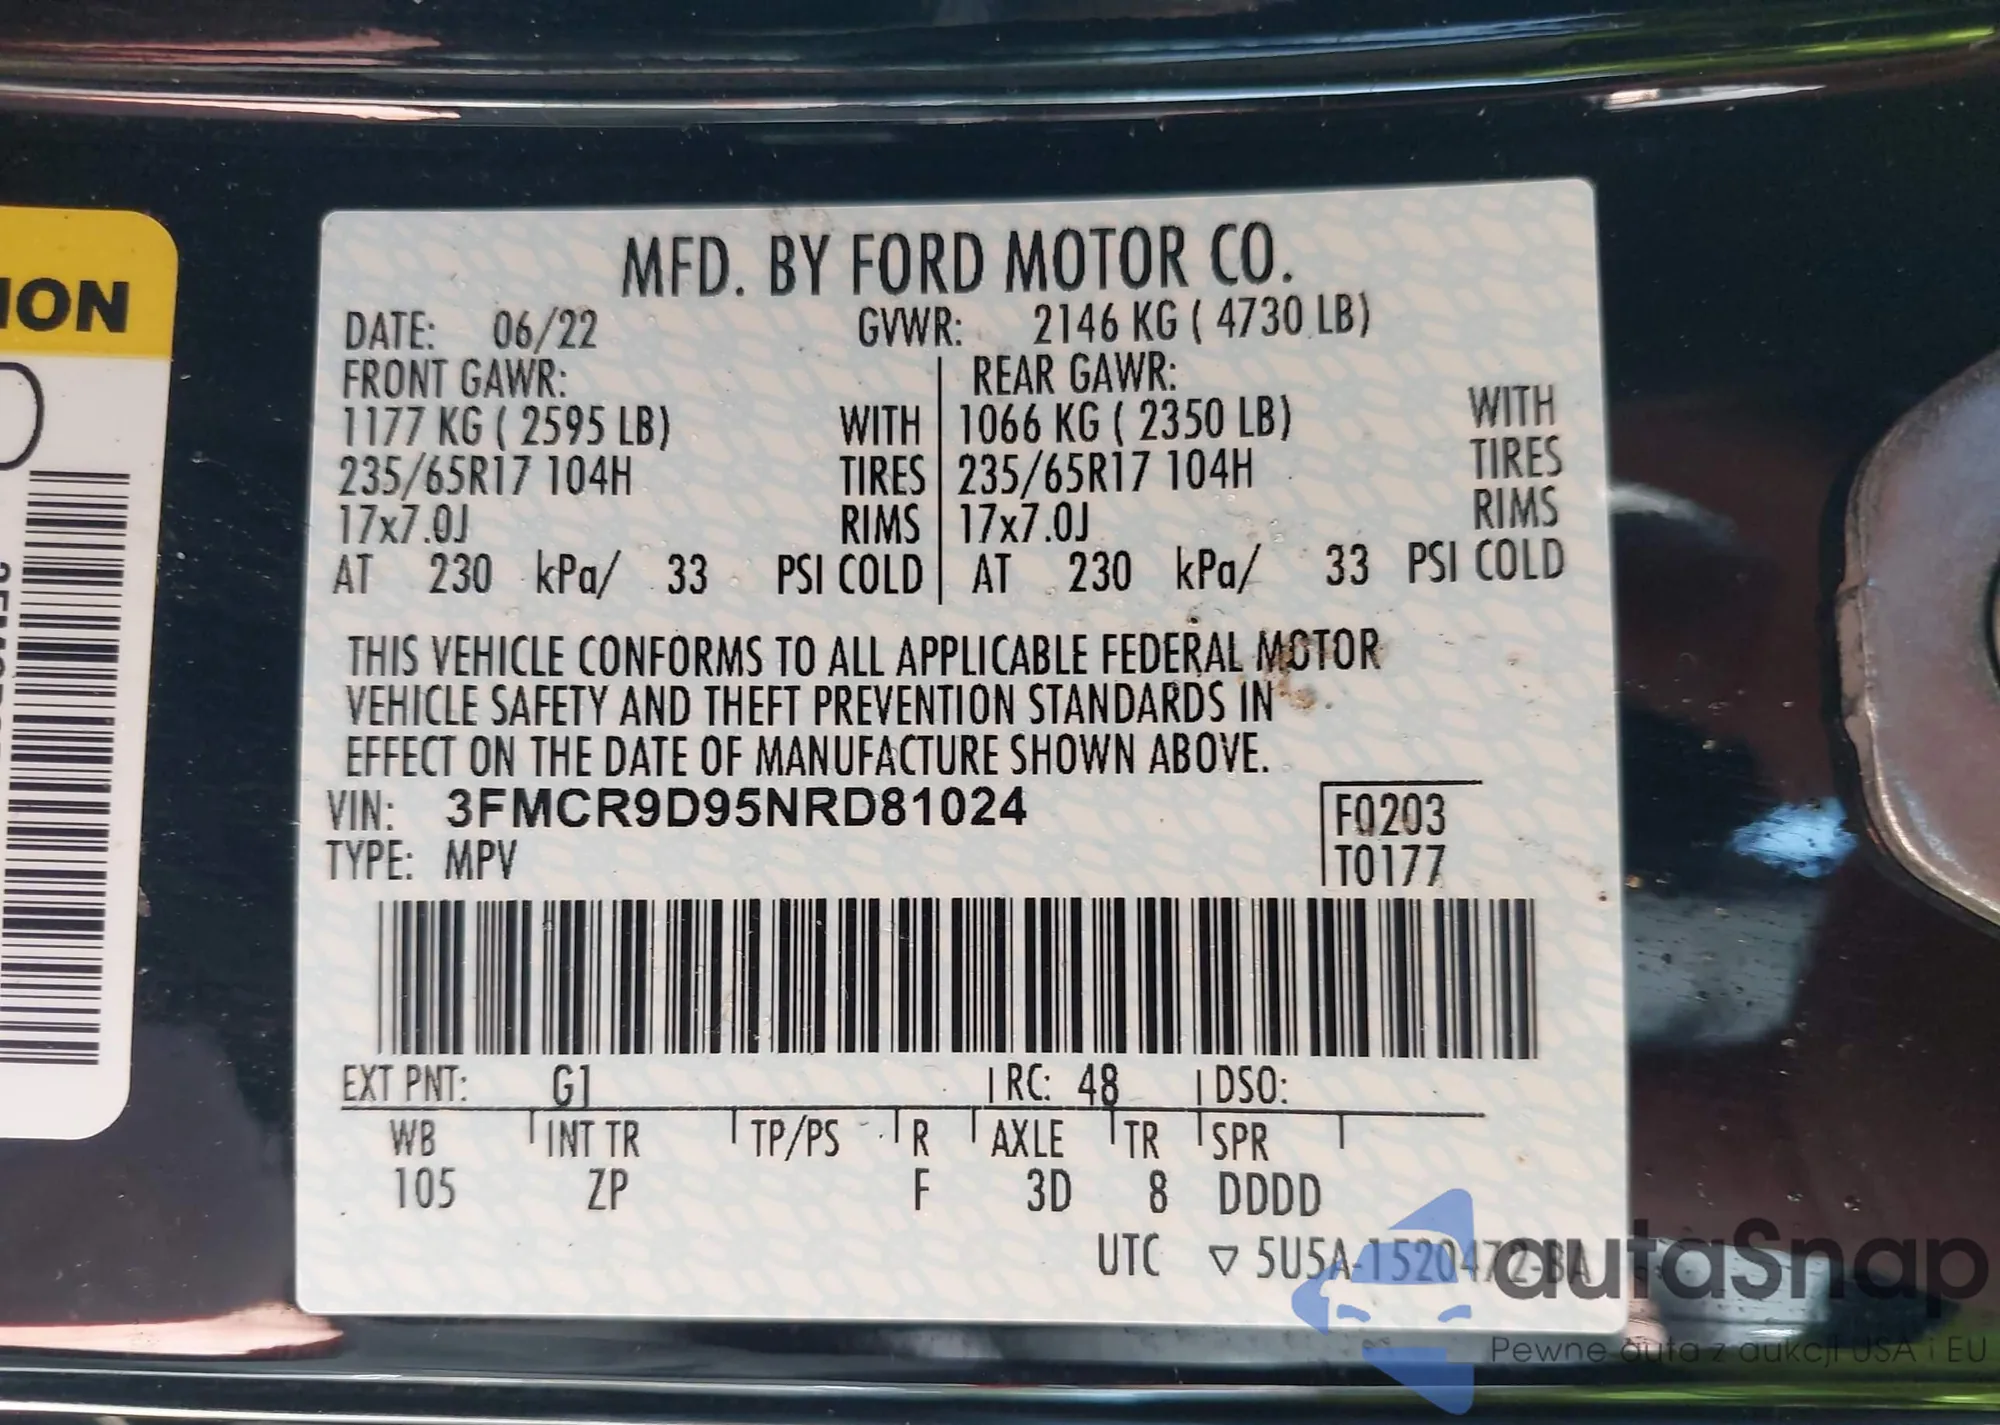 ION
MFD. BY FORD MOTOR CO.
DATE: 06/22 GVWR: 2146 KG ( 4730 LB)
FRONT GAWR: REAR GAWR:
1177 KG ( 2595 LB) WITH 1066 KG ( 2350 LB) WITH
235/65R17 104H TIRES 235/65R17 104H TIRES
17x7.0J RIMS 17x7.0J RIMS
AT 230 kPa/ 33 PSI COLD AT 230 kPa/ 33 PSI COLD
THIS VEHICLE CONFORMS TO ALL APPLICABLE FEDERAL MOTOR
VEHICLE SAFETY AND THEFT PREVENTION STANDARDS IN
EFFECT ON THE DATE OF MANUFACTURE SHOWN ABOVE.
VIN: 3FMCR9D95NRD81024 F0203
TYPE: MPV T0177
EXT PNT: G1 RC: 48 DSO:
WB INT TR TP/PS R AXLE TR SPR
105 ZP F 3D 8 DDDD
UTC ▽ 5U5A-1520472-BA
autaSnap
Pewne auta z aukcji USA i EU